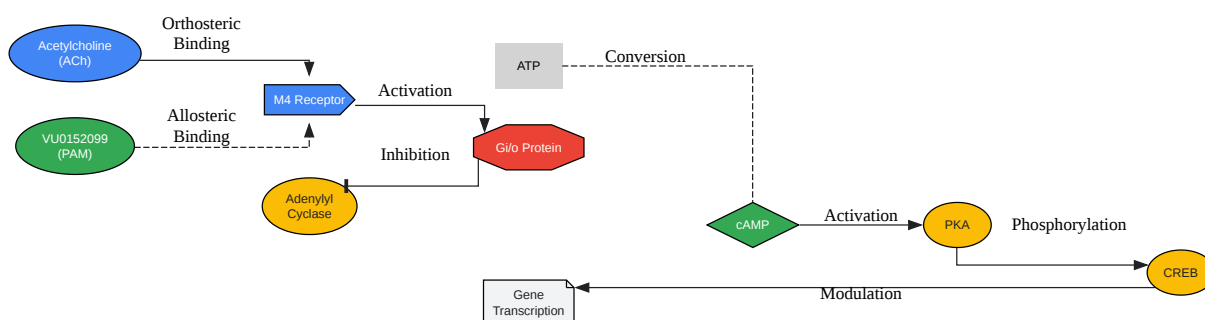 Orthosteric
Binding
Acetylcholine
(ACh)
ATP
Conversion
M4 Receptor
Activation
Allosteric
Binding
VU0152099
(PAM)
Gi/o Protein
Inhibition
Adenylyl
Cyclase
cAMP
Activation
PKA
Phosphorylation
CREB
Modulation
Gene
Transcription